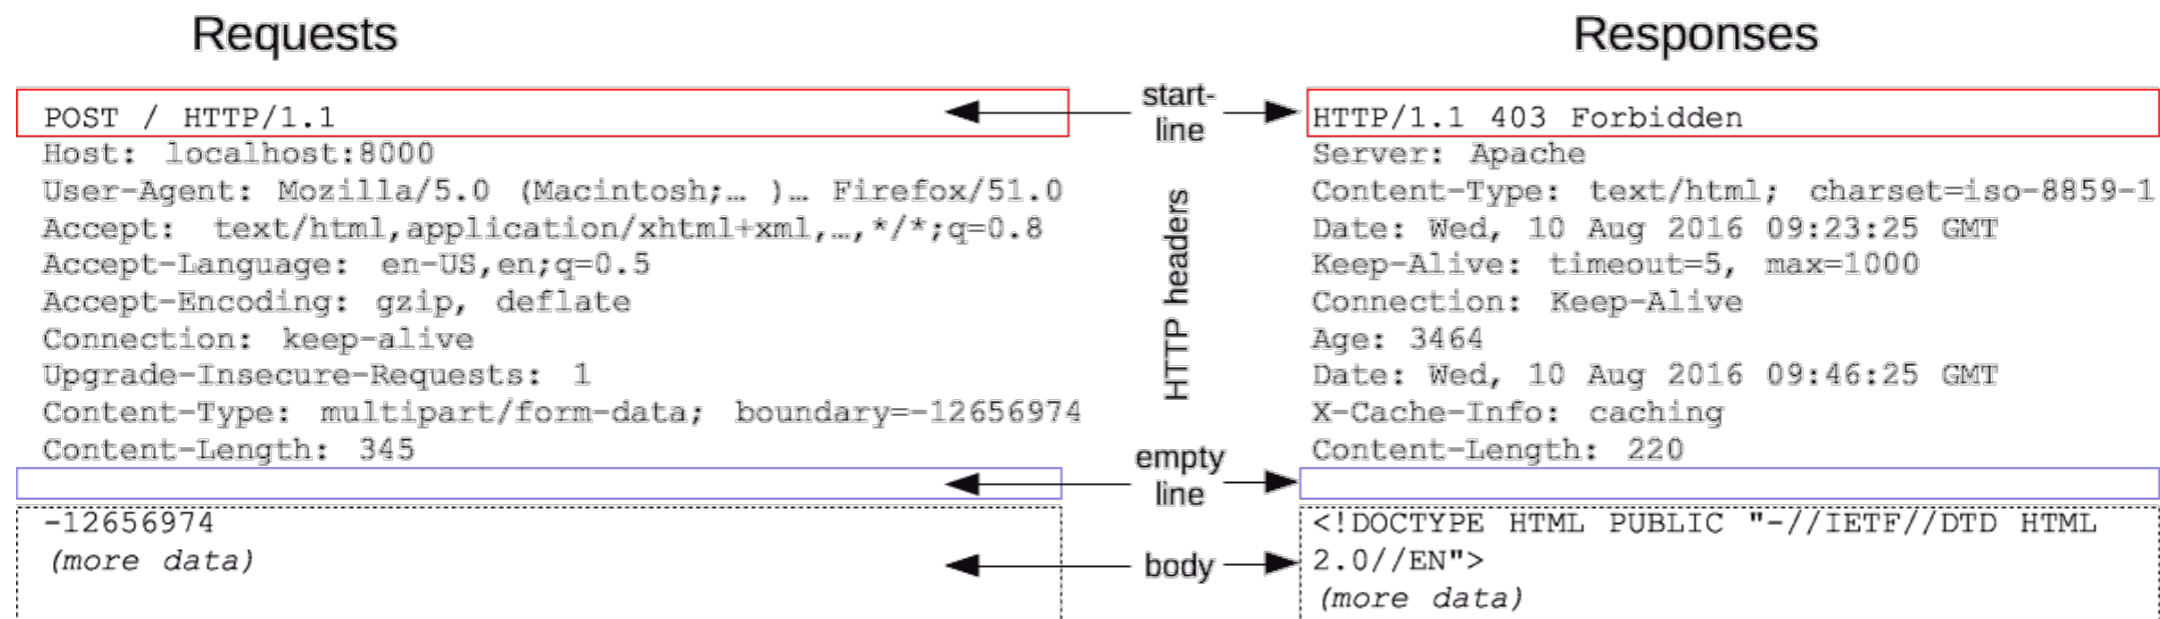 Requests
POST / HTTP/1.1
Host: localhost:8000
User-Agent: Mozilla/5.0 (Macintosh;… )… Firefox/51.0
Accept: text/html,application/xhtml+xml,…,*/*;q=0.8
Accept-Language: en-US,en;q=0.5
Accept-Encoding: gzip, deflate
Connection: keep-alive
Upgrade-Insecure-Requests: 1
Content-Type: multipart/form-data; boundary=-12656974
Content-Length: 345
-12656974
(more data)
start-
line
HTTP headers
empty
line
body
Responses
HTTP/1.1 403 Forbidden
Server: Apache
Content-Type: text/html; charset=iso-8859-1
Date: Wed, 10 Aug 2016 09:23:25 GMT
Keep-Alive: timeout=5, max=1000
Connection: Keep-Alive
Age: 3464
Date: Wed, 10 Aug 2016 09:46:25 GMT
X-Cache-Info: caching
Content-Length: 220
<!DOCTYPE HTML PUBLIC "-//IETF//DTD HTML
2.0//EN">
(more data)